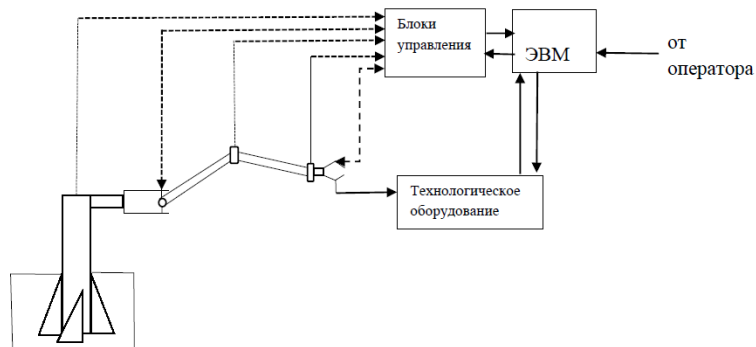 Блоки
управления
ЭВМ
от
оператора
Технологическое
оборудование